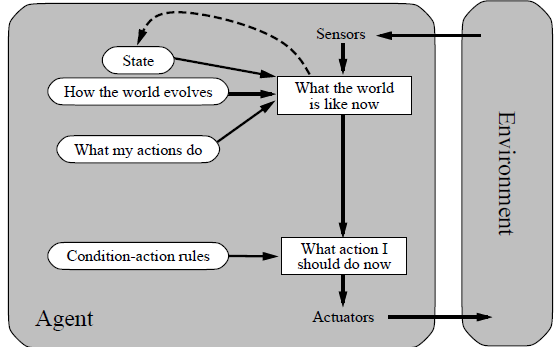 Sensors
State
How the world evolves
What the world
is like now
What my actions do
Condition-action rules
What action I
should do now
Agent
Actuators
Environment